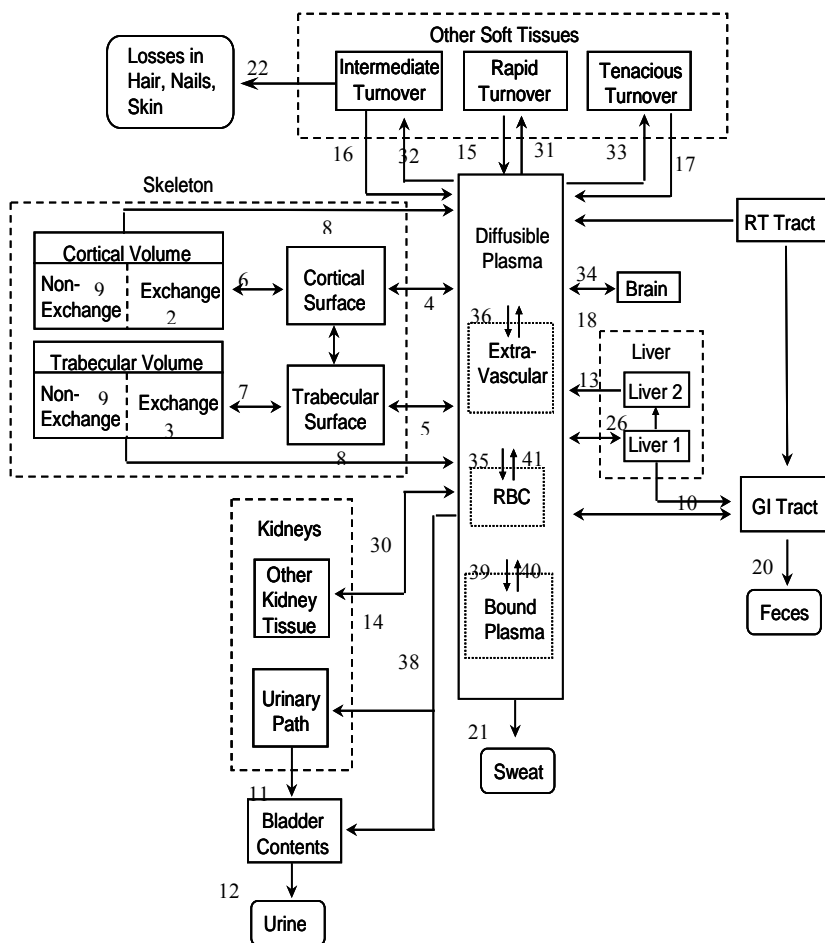 Other Soft Tissues
Losses in
Hair, Nails,
Skin
22
Intermediate
Turnover
Rapid
Turnover
Tenacious
Turnover
16
32
15
31
33
17
Skeleton
8
Cortical Volume
Non-
Exchange
9
Exchange
2
6
Cortical
Surface
4
Trabecular Volume
Non-
Exchange
9
Exchange
3
7
Trabecular
Surface
5
8
Diffusible
Plasma
36
Extra-
Vascular
35
41
RBC
39
40
Bound
Plasma
RT Tract
34
Brain
18
Liver
13
Liver 2
26
Liver 1
10
GI Tract
20
Feces
Kidneys
30
Other
Kidney
Tissue
14
38
Urinary
Path
11
Bladder
Contents
12
Urine
21
Sweat